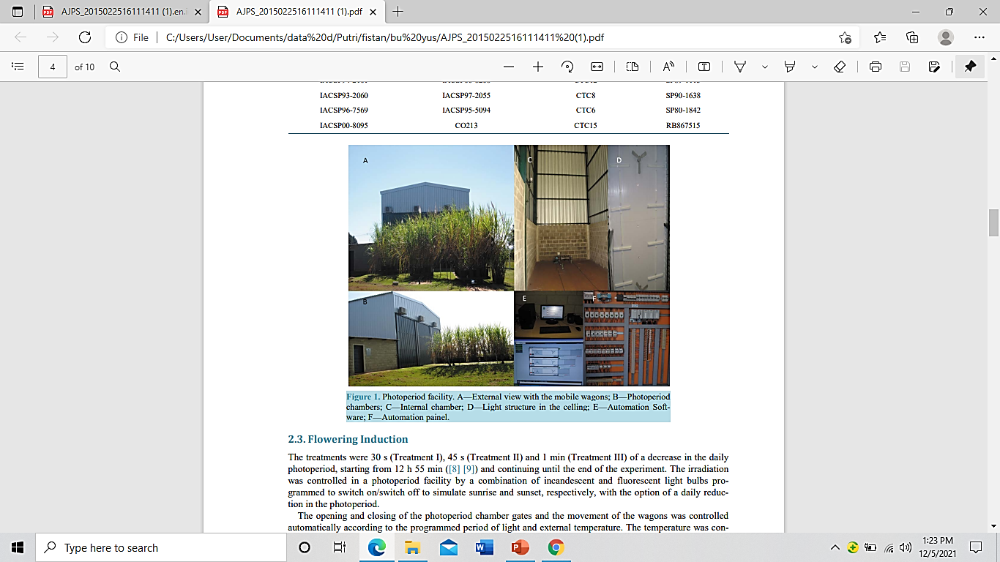 AJPS_2015022516111411 (1).en.i
AJPS_2015022516111411 (1).pdf
File
C:/Users/User/Documents/data%20d/Putri/fistan/bu%20yus/AJPS_2015022516111411%20(1).pdf
4 of 10
IACSP93-2060 IACSP97-2055 CTC8 SP90-1638
IACSP96-7569 IACSP95-5094 CTC6 SP80-1842
IACSP00-8095 CO213 CTC15 RB867515
A
C
D
B
E
F
Figure 1. Photoperiod facility. A—External view with the mobile wagons; B—Photoperiod
chambers; C—Internal chamber; D—Light structure in the celling; E—Automation Soft-
ware; F—Automation painel.
2.3. Flowering Induction
The treatments were 30 s (Treatment I), 45 s (Treatment II) and 1 min (Treatment III) of a decrease in the daily
photoperiod, starting from 12 h 55 min ([8] [9]) and continuing until the end of the experiment. The irradiation
was controlled in a photoperiod facility by a combination of incandescent and fluorescent light bulbs pro-
grammed to switch on/switch off to simulate sunrise and sunset, respectively, with the option of a daily reduc-
tion in the photoperiod.
The opening and closing of the photoperiod chamber gates and the movement of the wagons was controlled
automatically according to the programmed period of light and external temperature. The temperature was con-
Type here to search
1:23 PM
12/5/2021